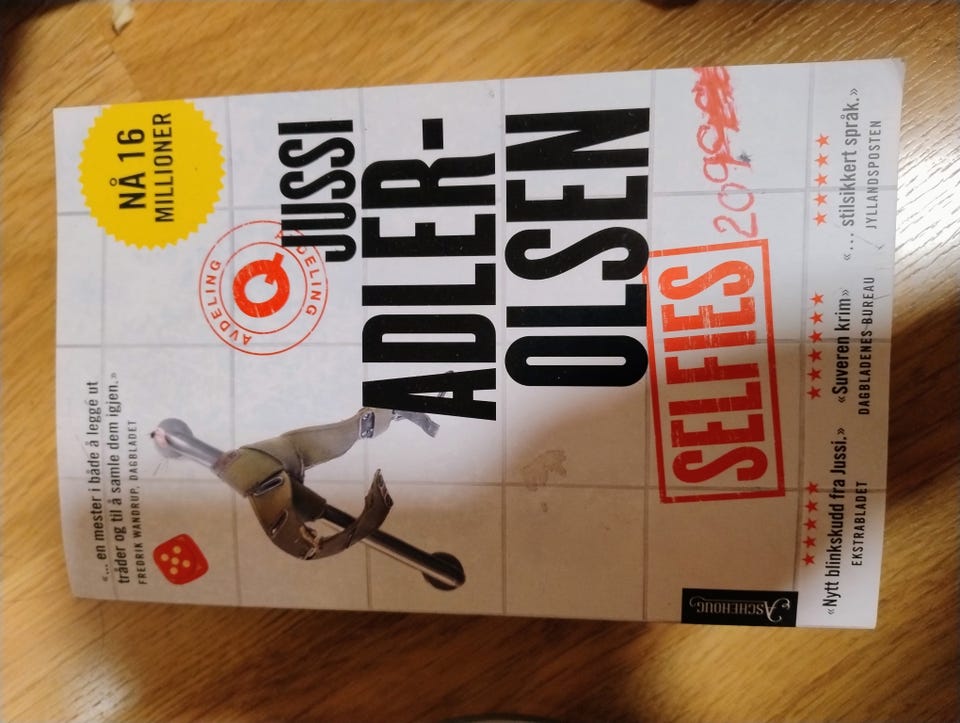 «... en mester i både å legge ut
tråder og til å samle dem igjen.»
FREDRIK WANDRUP, DAGBLADET
NÅ 16
MILLIONER
AVDELING
Q
AVDELING
JUSSI
ADLER-
OLSEN
SELFIES
ASCHEHOUG
«Nytt blinkskudd fra Jussi.»
EKSTRABLADET
«Suveren krim»
DAGBLADENES BUREAU
«... stilsikkert språk.»
JYLLANDSPOSTEN